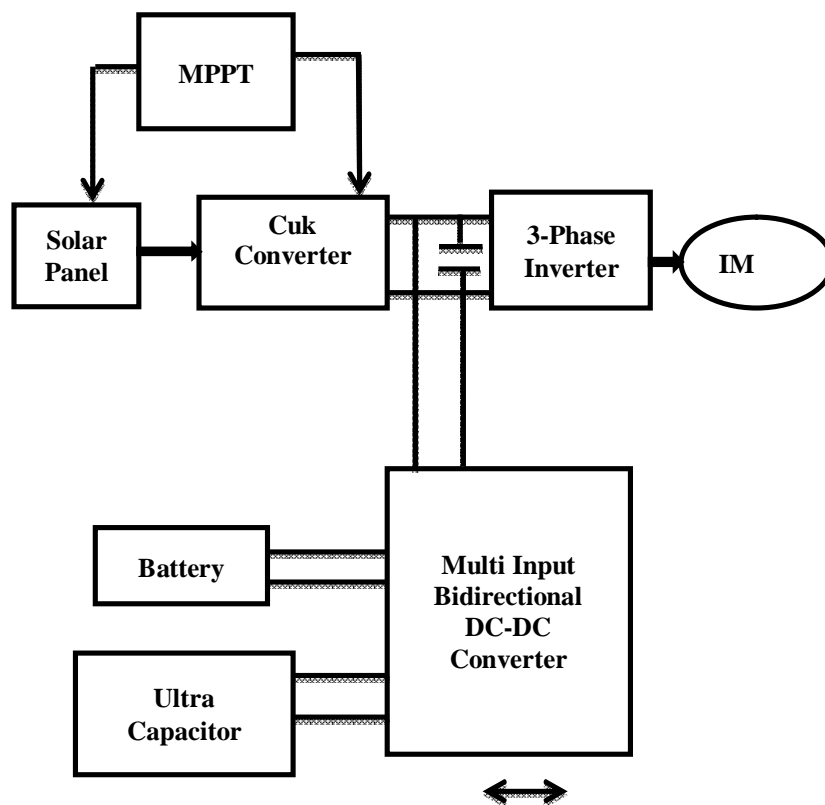 MPPT
Solar
Panel
Cuk
Converter
3-Phase
Inverter
IM
Battery
Multi Input
Bidirectional
DC-DC
Converter
Ultra
Capacitor